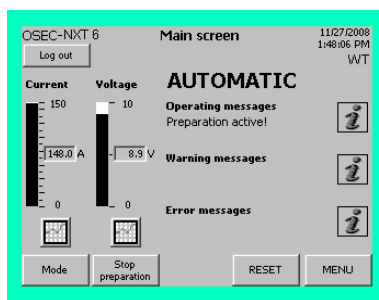 OSEC-NXT 6 Main screen 11/27/2008
1:48:06 PM
Log out WT
Current Voltage AUTOMATIC
150 10 Operating messages
Preparation active!
148.0 A 8.9 V Warning messages
0 0 Error messages
Mode Stop preparation RESET MENU